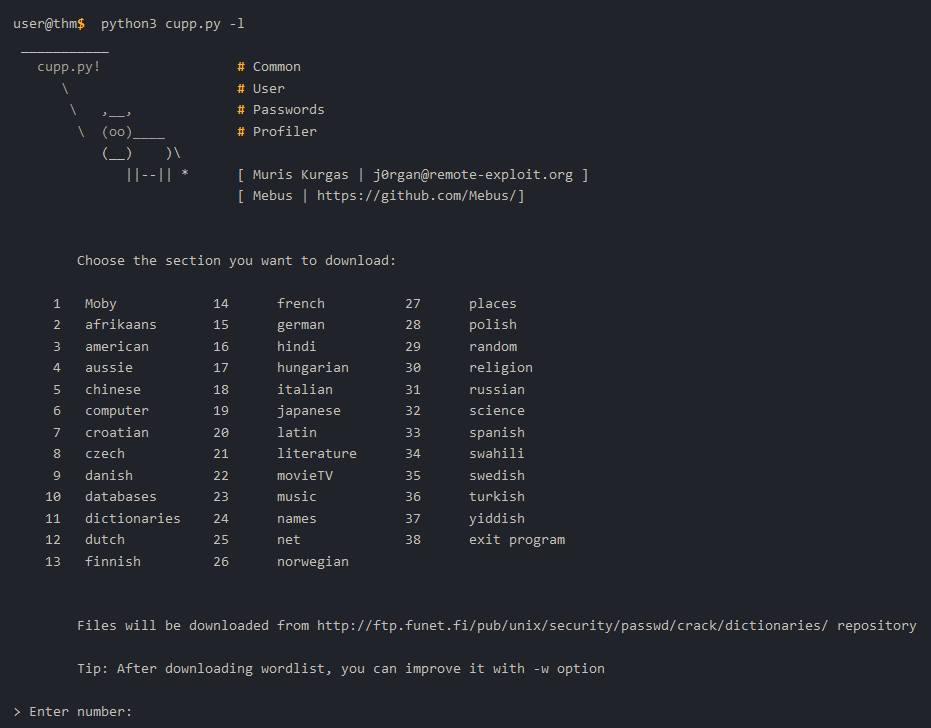 user@thm$  python3 cupp.py -l
 ___________
   cupp.py!                 # Common
      \                     # User
       \   ,__,             # Passwords
        \  (oo)____         # Profiler
           (__)    )\
              ||--|| *      [ Muris Kurgas | j0rgan@remote-exploit.org ]
                            [ Mebus | https://github.com/Mebus/]
        Choose the section you want to download:
     1   Moby            14      french          27      places
     2   afrikaans       15      german          28      polish
     3   american        16      hindi           29      random
     4   aussie          17      hungarian       30      religion
     5   chinese         18      italian         31      russian
     6   computer        19      japanese        32      science
     7   croatian        20      latin           33      spanish
     8   czech           21      literature      34      swahili
     9   danish          22      movieTV         35      swedish
    10   databases       23      music           36      turkish
    11   dictionaries    24      names           37      yiddish
    12   dutch           25      net             38      exit program
    13   finnish         26      norwegian
        Files will be downloaded from http://ftp.funet.fi/pub/unix/security/passwd/crack/dictionaries/ repository
        Tip: After downloading wordlist, you can improve it with -w option
> Enter number: